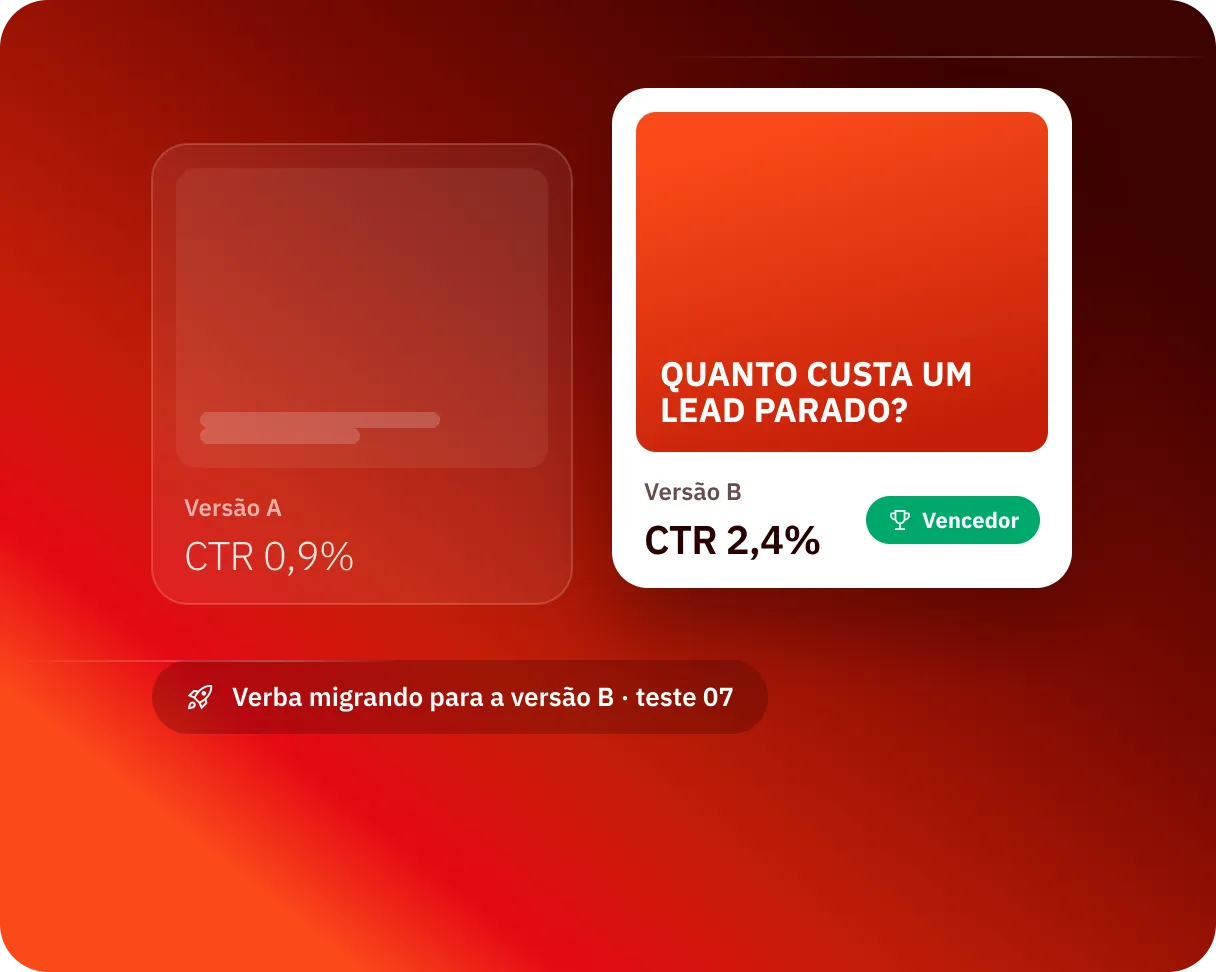 Versão A
CTR 0,9%
QUANTO CUSTA UM
LEAD PARADO?
Versão B
CTR 2,4%
Vencedor
Verba migrando para a versão B · teste 07